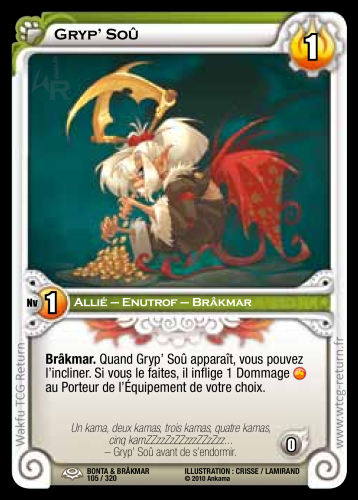 Gryp' Soû
1
Nv 1
Allié – Enutrof – Brâkmar
Brâkmar. Quand Gryp' Soû apparaît, vous pouvez
l'incliner. Si vous le faites, il inflige 1 Dommage
au Porteur de l'Équipement de votre choix.
Un kama, deux kamas, trois kamas, quatre kamas,
cinq kamZZzzZzZZzzzZZzZzz...
– Gryp' Soû avant de s'endormir.
0
BONTA & BRÂKMAR
105 / 320
ILLUSTRATION : CRISSE / LAMIRAND
© 2010 Ankama
Wakfu TCG Return
www.wtcg-return.fr